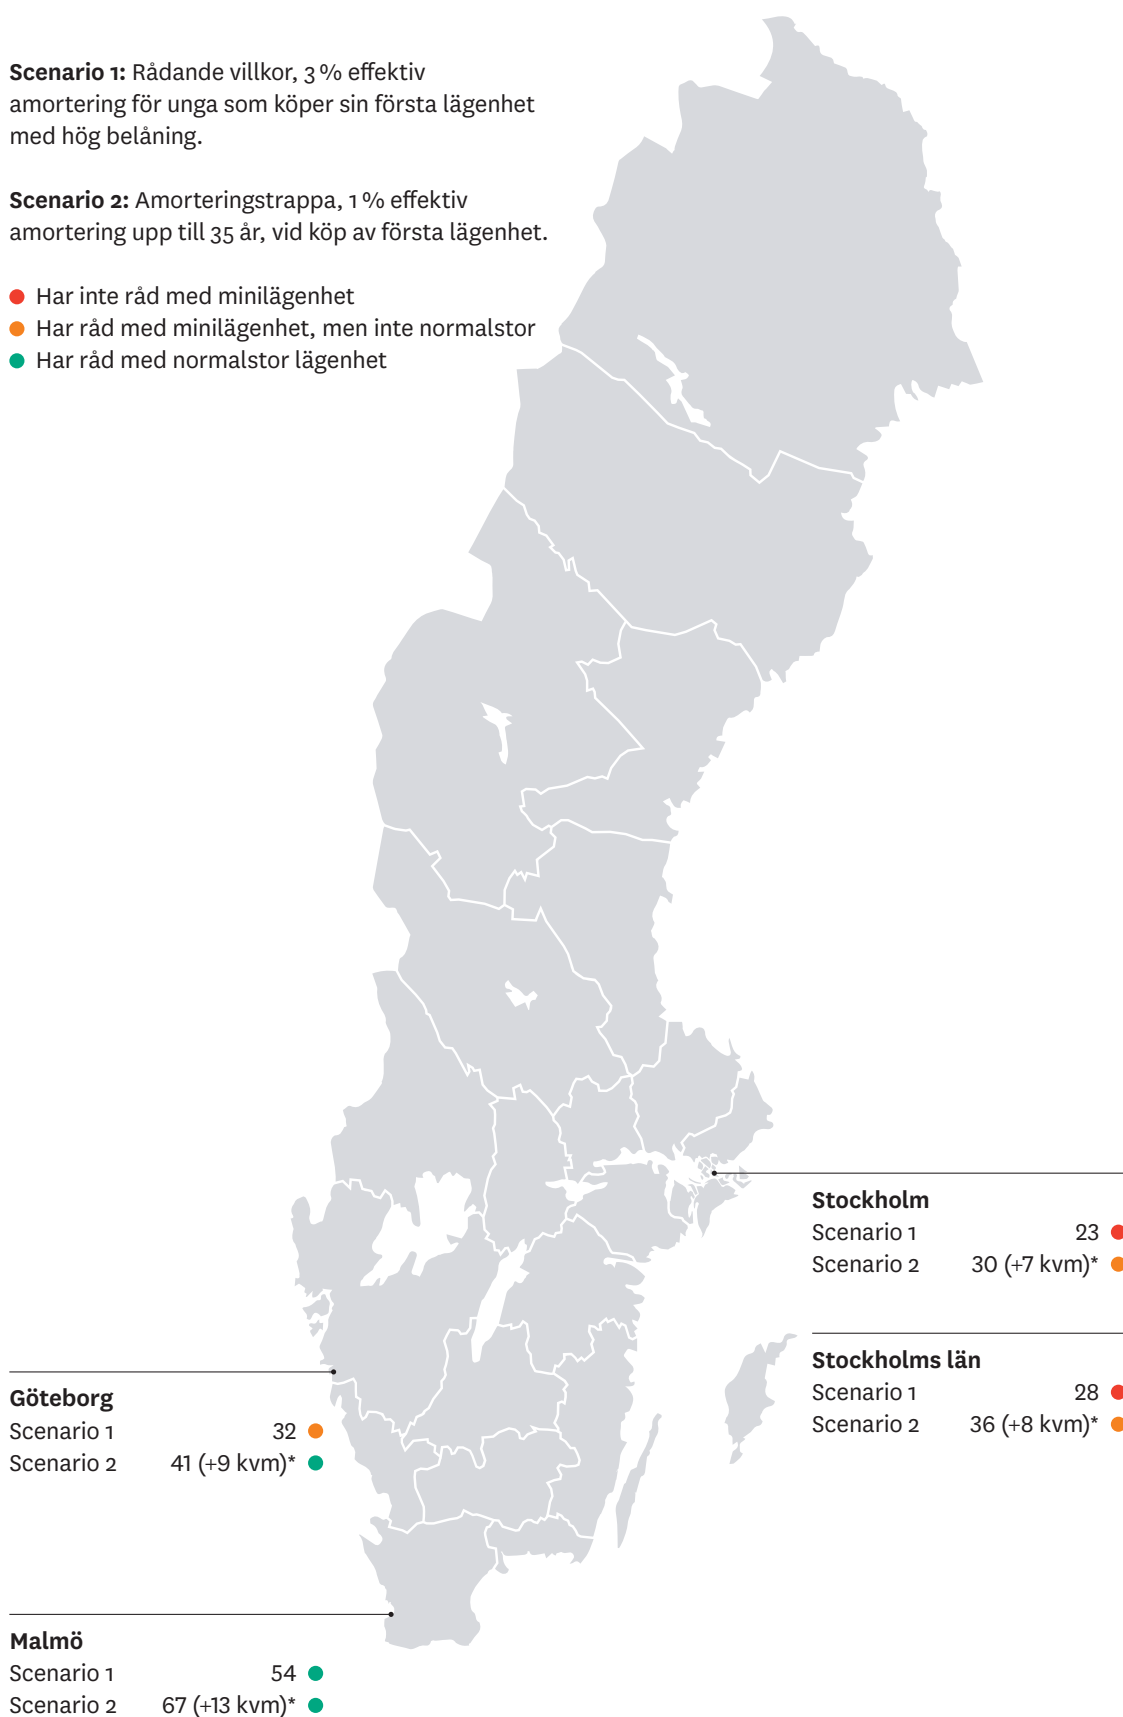 Scenario 1: Rådande villkor, 3 % effektiv
amortering för unga som köper sin första lägenhet
med hög belåning.
Scenario 2: Amorteringstrappa, 1 % effektiv
amortering upp till 35 år, vid köp av första lägenhet.
Har inte råd med minilägenhet
Har råd med minilägenhet, men inte normalstor
Har råd med normalstor lägenhet
Stockholm
Scenario 1 23
Scenario 2 30 (+7 kvm)*
Stockholms län
Scenario 1 28
Scenario 2 36 (+8 kvm)*
Göteborg
Scenario 1 32
Scenario 2 41 (+9 kvm)*
Malmö
Scenario 1 54
Scenario 2 67 (+13 kvm)*